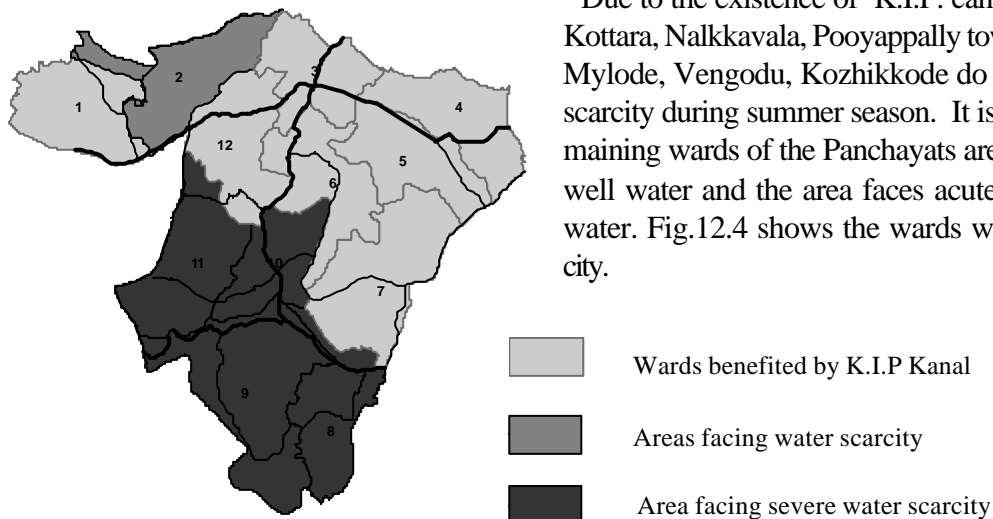 Due to the existence of K.I.P. can
Kottara, Nalkkavala, Pooyappally tow
Mylode, Vengodu, Kozhikkode do
scarcity during summer season. It is
maining wards of the Panchayats are
well water and the area faces acute
water. Fig.12.4 shows the wards w
city.
1
2
3
4
5
6
7
8
9
10
11
12
Wards benefited by K.I.P Kanal
Areas facing water scarcity
Area facing severe water scarcity